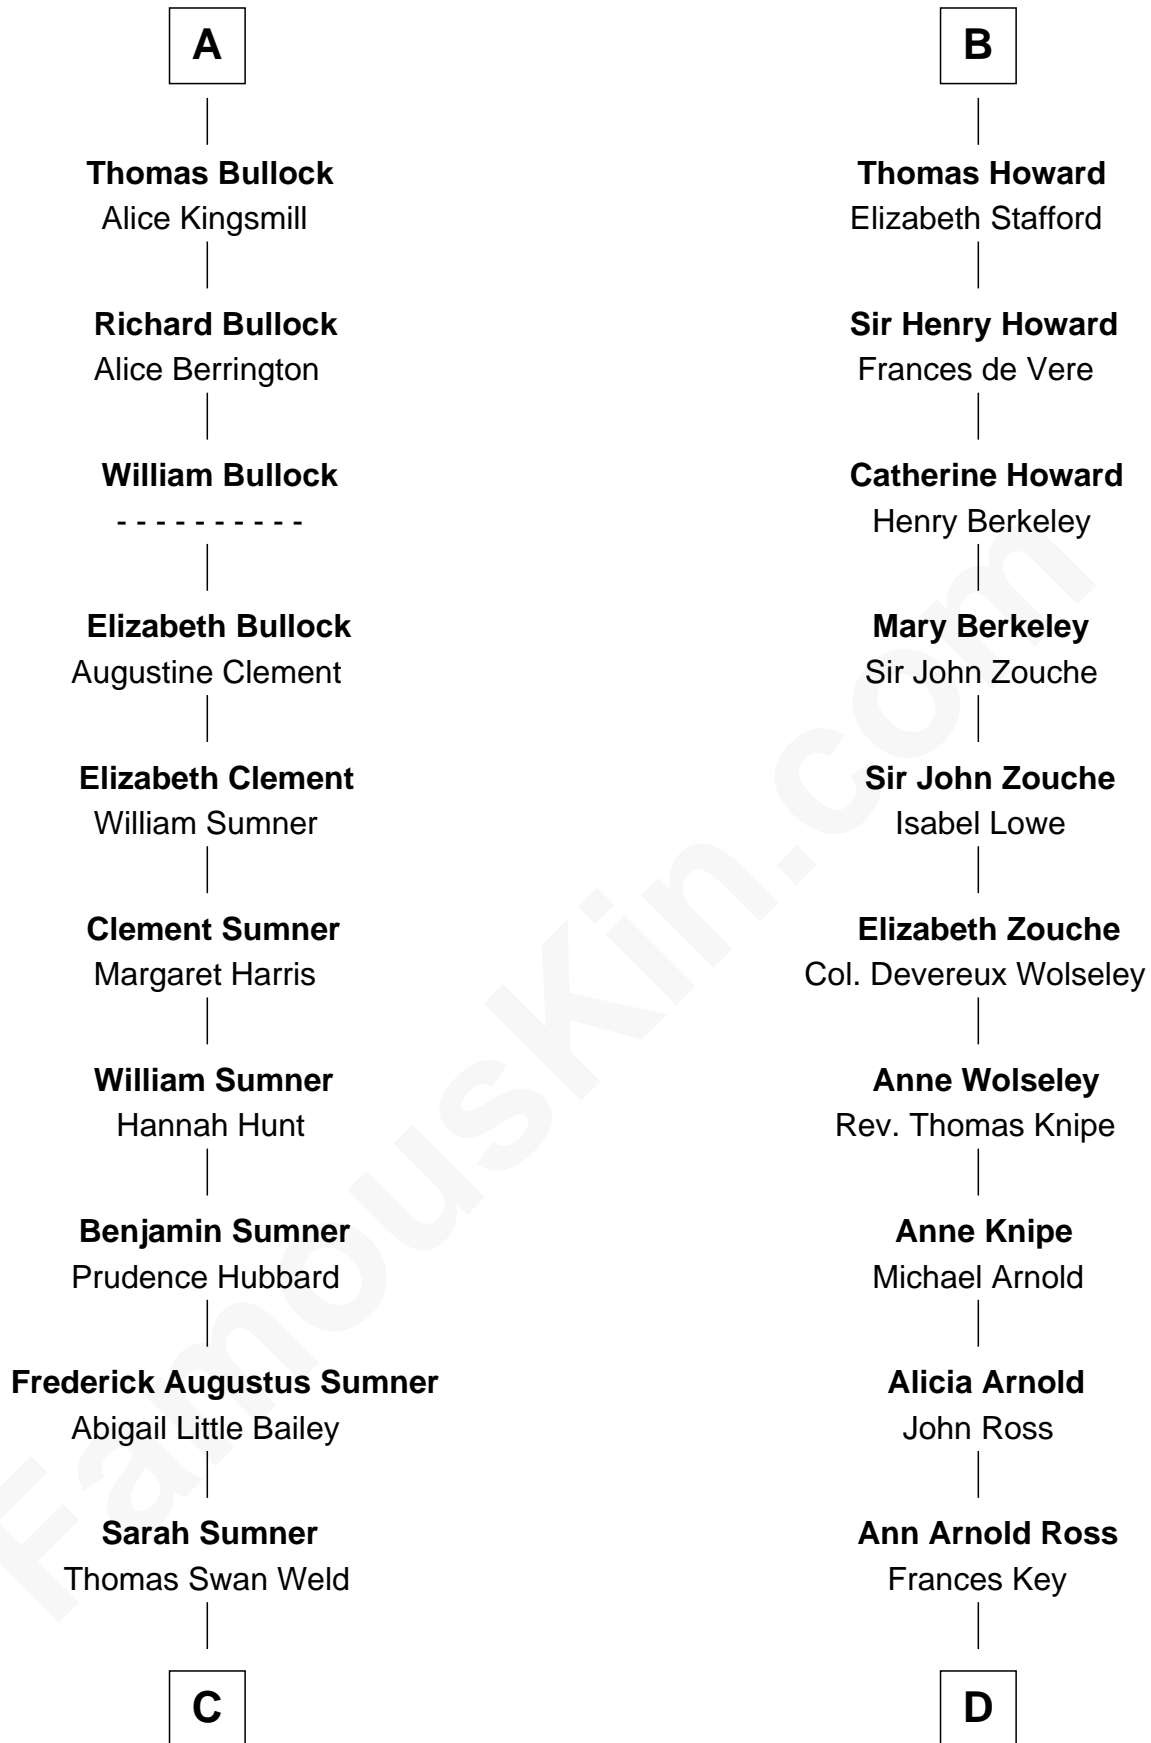 A
Thomas Bullock
Alice Kingsmill
Richard Bullock
Alice Berrington
William Bullock
- - - - - - - - - -
Elizabeth Bullock
Augustine Clement
Elizabeth Clement
William Sumner
Clement Sumner
Margaret Harris
William Sumner
Hannah Hunt
Benjamin Sumner
Prudence Hubbard
Frederick Augustus Sumner
Abigail Little Bailey
Sarah Sumner
Thomas Swan Weld
C
B
Thomas Howard
Elizabeth Stafford
Sir Henry Howard
Frances de Vere
Catherine Howard
Henry Berkeley
Mary Berkeley
Sir John Zouche
Sir John Zouche
Isabel Lowe
Elizabeth Zouche
Col. Devereux Wolseley
Anne Wolseley
Rev. Thomas Knipe
Anne Knipe
Michael Arnold
Alicia Arnold
John Ross
Ann Arnold Ross
Frances Key
D
FamousKin.com